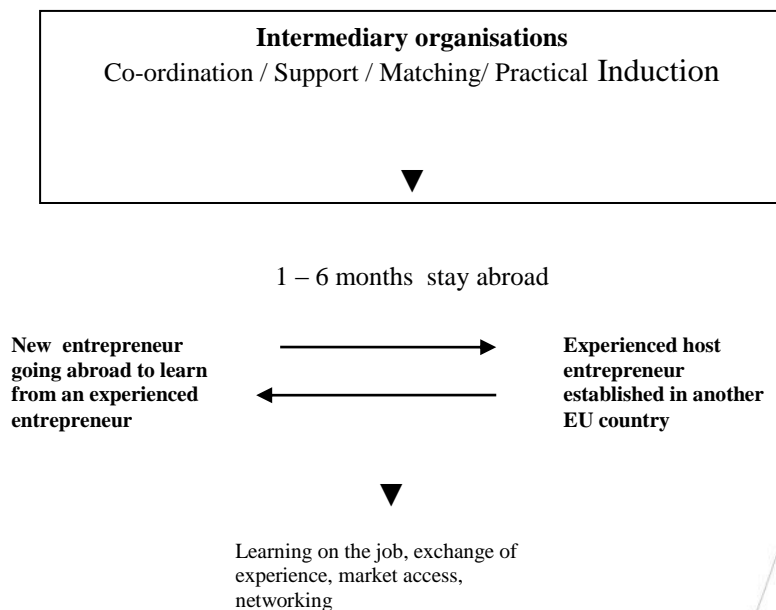 Intermediary organisations
Co-ordination / Support / Matching/ Practical Induction
1 – 6 months  stay abroad
New  entrepreneur
going abroad to learn
from an experienced
entrepreneur
Experienced host
entrepreneur
established in another
EU country
Learning on the job, exchange of
experience, market access,
networking